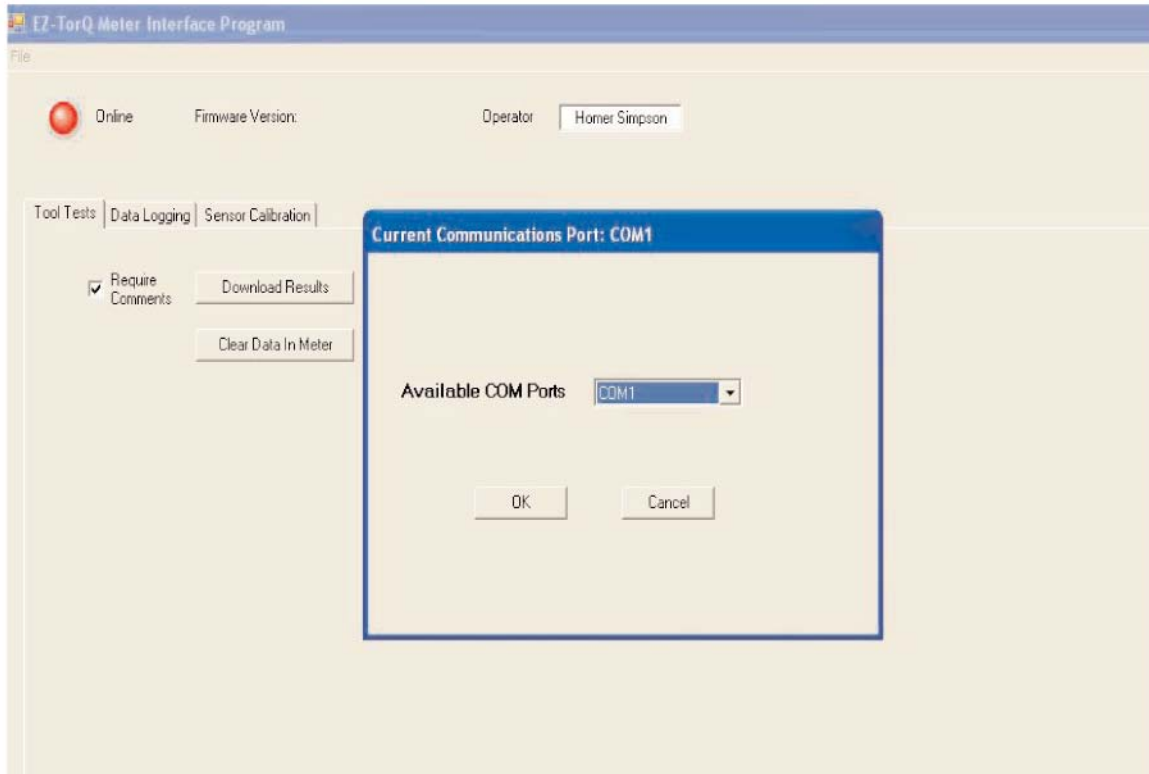 EZ-TorQ Meter Interface Program
File
Online Firmware Version: Operator Homer Simpson
Tool Tests Data Logging Sensor Calibration
Current Communications Port: COM1
Require
Comments
Download Results
Clear Data In Meter
Available COM Ports COM1
OK Cancel